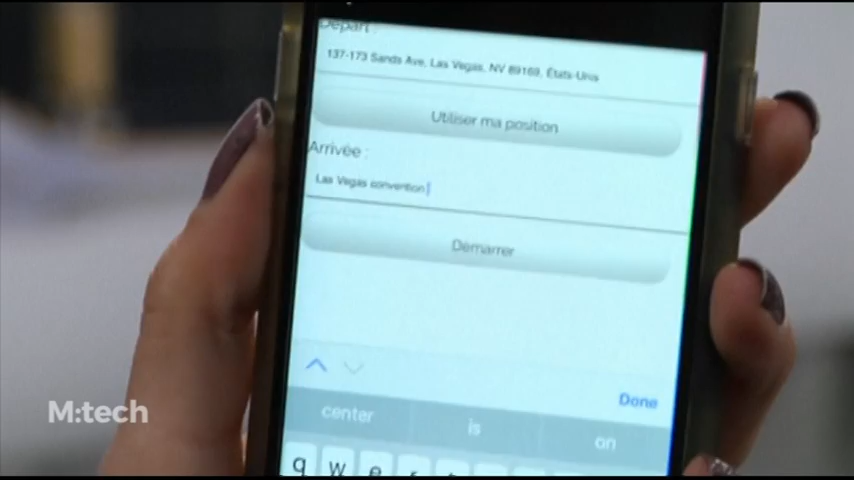 Départ :
137-173 Sands Ave, Las Vegas, NV 89169, États-Unis
Utiliser ma position
Arrivée :
Las Vegas convention
Démarrer
Done
center is on
q w e r t
M:tech